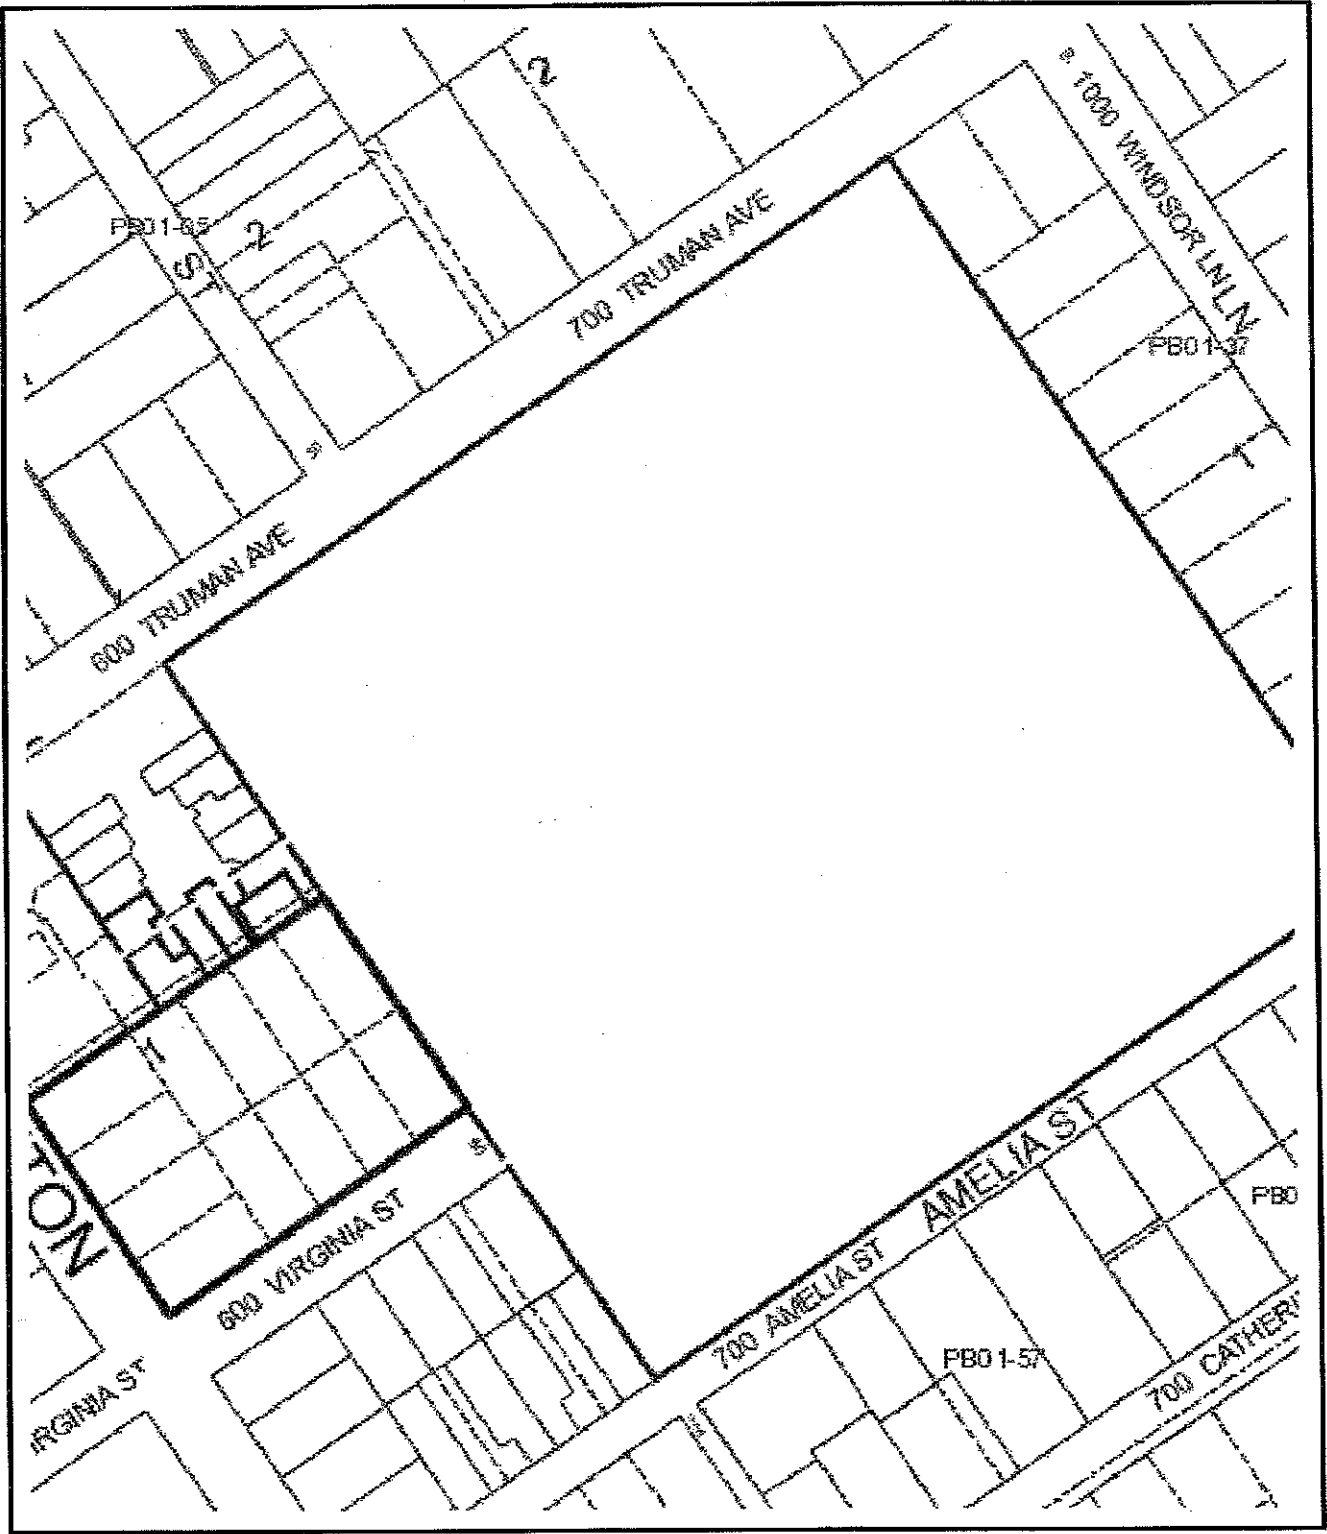 2
PB01-65
2
700 TRUMAN AVE
1000 WINDSOR LN
LN
PB01-37
1
600 TRUMAN AVE
1
TON
600 VIRGINIA ST
AMELIA ST
700 AMELIA ST
PB0
PB01-57
700 CATHERI
RGINIA ST